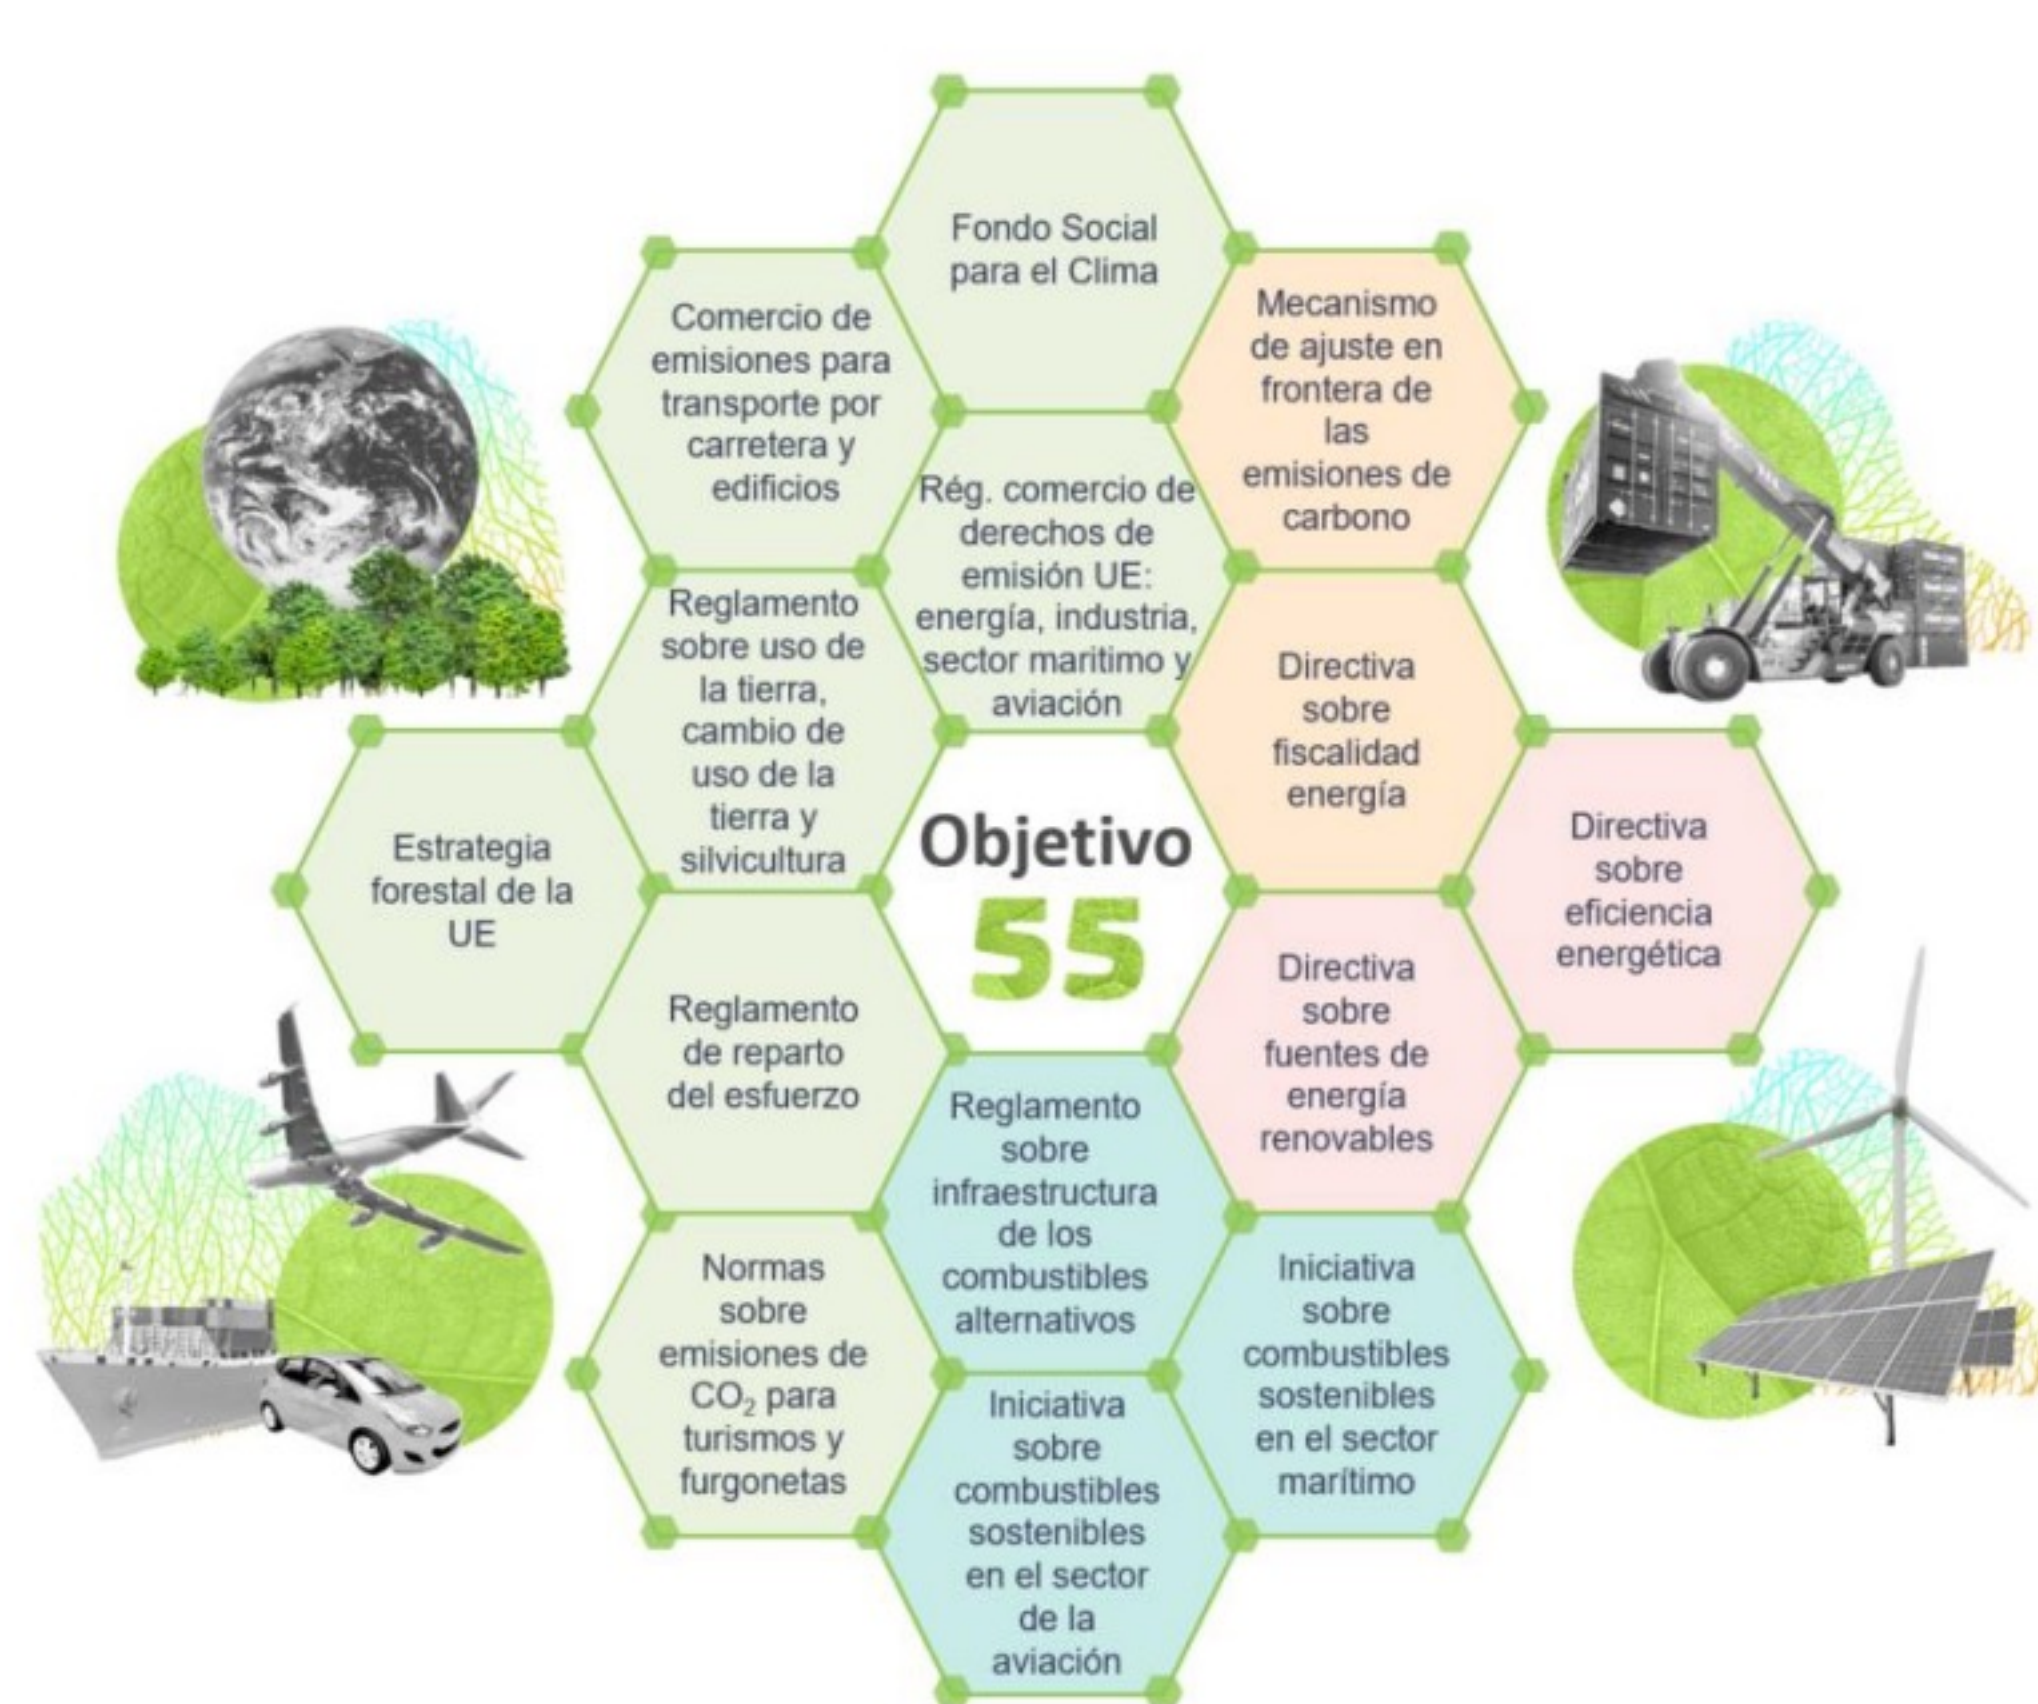 Fondo Social
para el Clima
Comercio de
emisiones para
transporte por
carretera y
edificios
Mecanismo
de ajuste en
frontera de
las
emisiones de
carbono
Rég. comercio de
derechos de
emisión UE:
energía, industria,
sector maritimo y
aviación
Reglamento
sobre uso de
la tierra,
cambio de
uso de la
tierra y
silvicultura
Directiva
sobre
fiscalidad
energía
Estrategia
forestal de la
UE
Objetivo
55
Directiva
sobre
eficiencia
energética
Reglamento
de reparto
del esfuerzo
Directiva
sobre
fuentes de
energía
renovables
Reglamento
sobre
infraestructura
de los
combustibles
alternativos
Normas
sobre
emisiones de
CO₂ para
turismos y
furgonetas
Iniciativa
sobre
combustibles
sostenibles
en el sector
marítimo
Iniciativa
sobre
combustibles
sostenibles
en el sector
de la
aviación